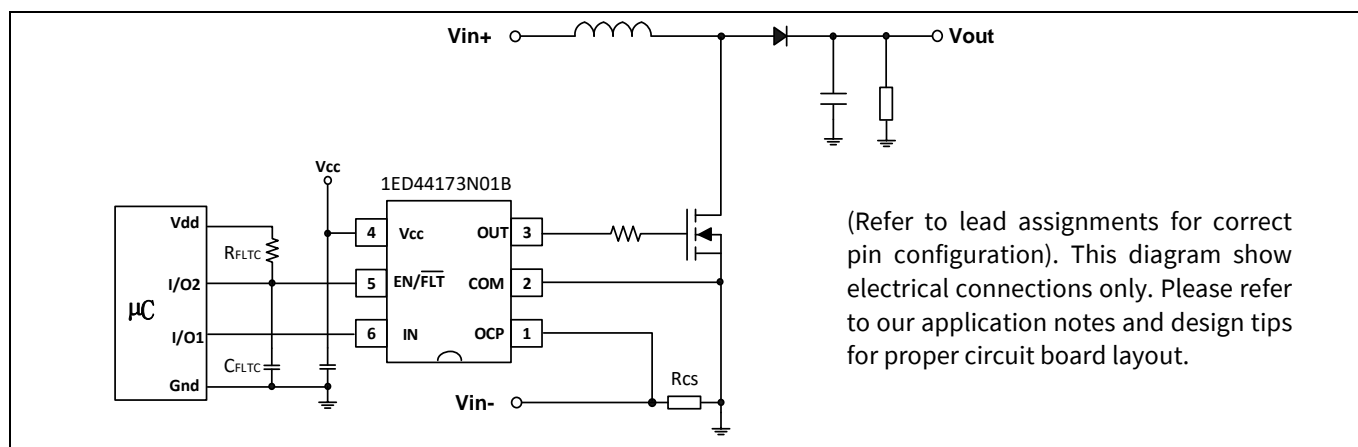 Vin+
Vout
Vcc
1ED44173N01B
Vdd
RFLTC
I/O2
μC
I/O1
CFLTC
Gnd
4
Vcc
OUT
3
5
EN/FLT
COM
2
6
IN
OCP
1
Rcs
Vin-
(Refer to lead assignments for correct
pin configuration). This diagram show
electrical connections only. Please refer
to our application notes and design tips
for proper circuit board layout.